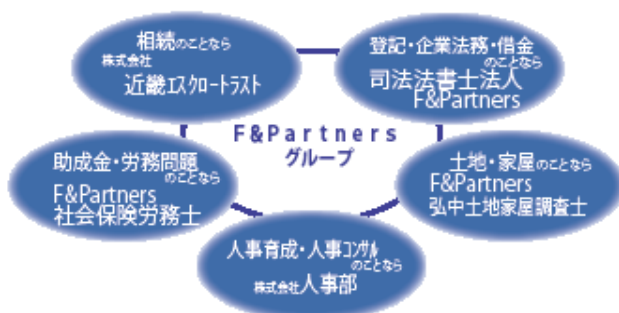 相続のことなら
株式会社
近畿エスクロートラスト
登記・企業法務・借金
のことなら
司法法書士法人
F&Partners
F&Partners
グループ
助成金・労務問題
のことなら
F&Partners
社会保険労務士
土地・家屋のことなら
F&Partners
弘中土地家屋調査士
人事育成・人事コンサル
のことなら
株式会社人事部